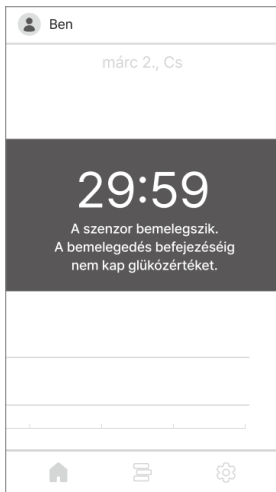 Ben
márc 2., Cs
29:59
A szenzor bemelegszik.
A bemelegedés befejezéséig
nem kap glükózértéket.